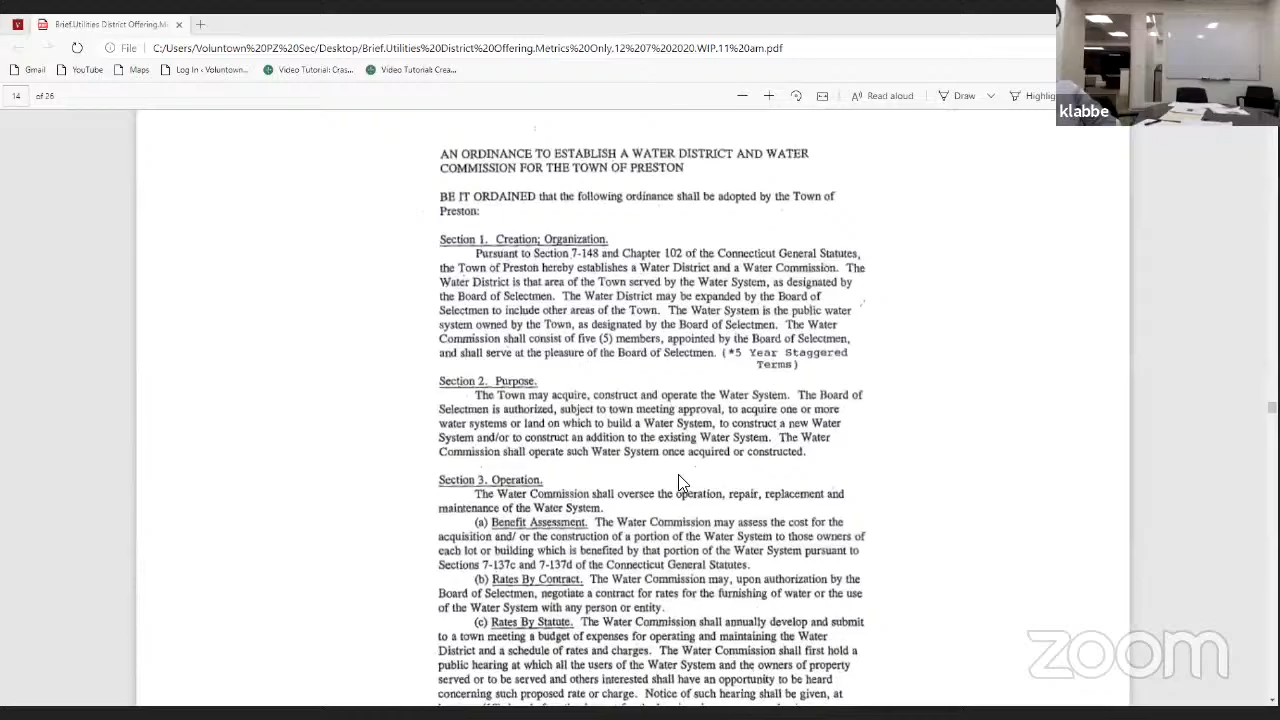 Brief.Utilities District Offering.M
File
C:/Users/Voluntown%20PZ%20Sec/Desktop/Brief.Utilities%20District%20Offering.Metrics%20Only.12%207%202020.WIP.11%20am.pdf
Gmail
YouTube
Maps
Log In - Voluntown...
Video Tutorial: Cras...
Video Tutorial: Crea...
14 of 26
Read aloud
Draw
Highlig
klabbe
AN ORDINANCE TO ESTABLISH A WATER DISTRICT AND WATER
COMMISSION FOR THE TOWN OF PRESTON
BE IT ORDAINED that the following ordinance shall be adopted by the Town of
Preston:
Section 1. Creation; Organization.
Pursuant to Section 7-148 and Chapter 102 of the Connecticut General Statutes,
the Town of Preston hereby establishes a Water District and a Water Commission. The
Water District is that area of the Town served by the Water System, as designated by
the Board of Selectmen. The Water District may be expanded by the Board of
Selectmen to include other areas of the Town. The Water System is the public water
system owned by the Town, as designated by the Board of Selectmen. The Water
Commission shall consist of five (5) members, appointed by the Board of Selectmen,
and shall serve at the pleasure of the Board of Selectmen. (*5 Year Staggered
Terms)
Section 2. Purpose.
The Town may acquire, construct and operate the Water System. The Board of
Selectmen is authorized, subject to town meeting approval, to acquire one or more
water systems or land on which to build a Water System, to construct a new Water
System and/or to construct an addition to the existing Water System. The Water
Commission shall operate such Water System once acquired or constructed.
Section 3. Operation.
The Water Commission shall oversee the operation, repair, replacement and
maintenance of the Water System.
(a) Benefit Assessment. The Water Commission may assess the cost for the
acquisition and/ or the construction of a portion of the Water System to those owners of
each lot or building which is benefited by that portion of the Water System pursuant to
Sections 7-137c and 7-137d of the Connecticut General Statutes.
(b) Rates By Contract. The Water Commission may, upon authorization by the
Board of Selectmen, negotiate a contract for rates for the furnishing of water or the use
of the Water System with any person or entity.
(c) Rates By Statute. The Water Commission shall annually develop and submit
to a town meeting a budget of expenses for operating and maintaining the Water
District and a schedule of rates and charges. The Water Commission shall first hold a
public hearing at which all the users of the Water System and the owners of property
served or to be served and others interested shall have an opportunity to be heard
concerning such proposed rate or charge. Notice of such hearing shall be given, at
zoom